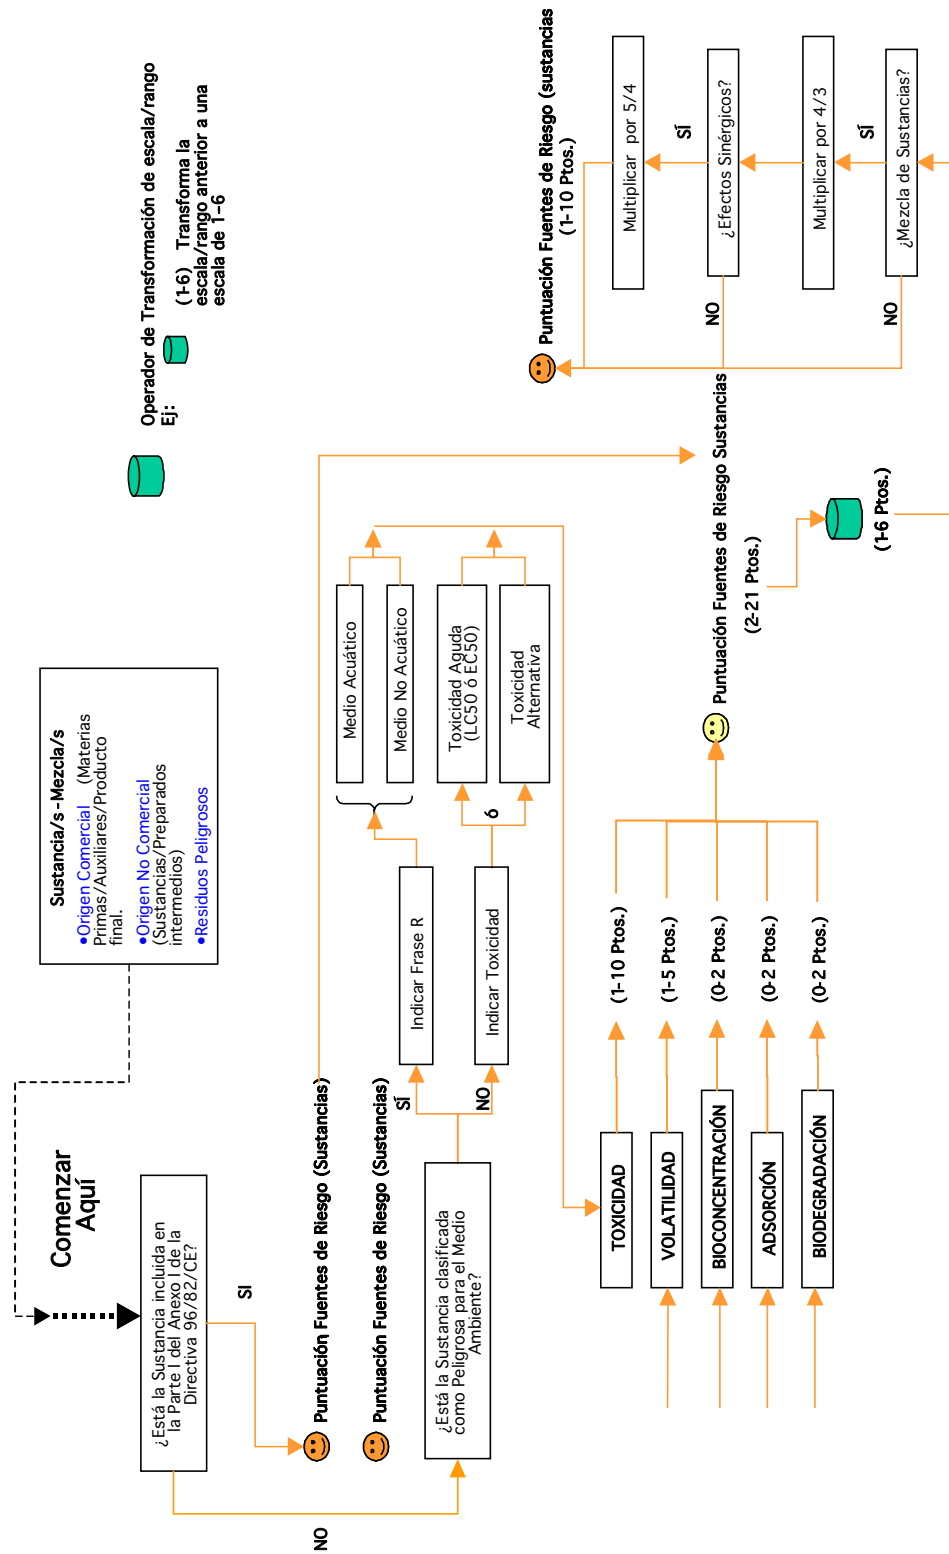 Sustancia/s - Mezcla/s
•Origen Comercial (Materias
Primas/Auxiliares/Producto
final.
•Origen No Comercial
(Sustancias/Preparados
intermedios)
•Residuos Peligrosos
Operador de Transformación de escala/rango
Ej:
(1-6) Transforma la
escala/rango anterior a una
escala de 1-6
Comenzar
Aquí
¿Está la Sustancia incluida en
la Parte I del Anexo I de la
Directiva 96/82/CE?
SI
NO
Puntuación Fuentes de Riesgo (Sustancias)
Puntuación Fuentes de Riesgo (Sustancias)
¿Está la Sustancia clasificada
como Peligrosa para el Medio
Ambiente?
SÍ
NO
Indicar Frase R
Indicar Toxicidad
ó
Medio Acuático
Medio No Acuático
Toxicidad Aguda
(LC50 ó EC50)
Toxicidad
Alternativa
TOXICIDAD
(1-10 Ptos.)
VOLATILIDAD
(1-5 Ptos.)
BIOCONCENTRACIÓN
(0-2 Ptos.)
ADSORCIÓN
(0-2 Ptos.)
BIODEGRADACIÓN
(0-2 Ptos.)
Puntuación Fuentes de Riesgo Sustancias
(2-21 Ptos.)
(1-6 Ptos.)
Puntuación Fuentes de Riesgo (sustancias
(1-10 Ptos.)
Multiplicar por 5/4
SÍ
¿Efectos Sinérgicos?
NO
Multiplicar por 4/3
SÍ
¿Mezcla de Sustancias?
NO